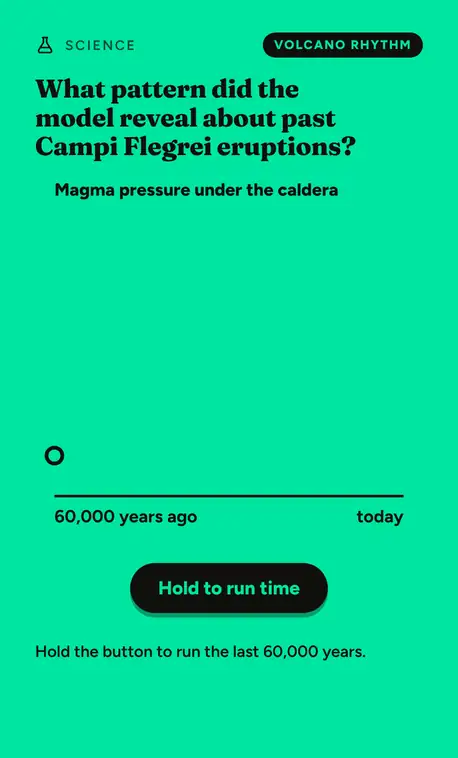 SCIENCE
VOLCANO RHYTHM
What pattern did the
model reveal about past
Campi Flegrei eruptions?
Magma pressure under the caldera
60,000 years ago
today
Hold to run time
Hold the button to run the last 60,000 years.